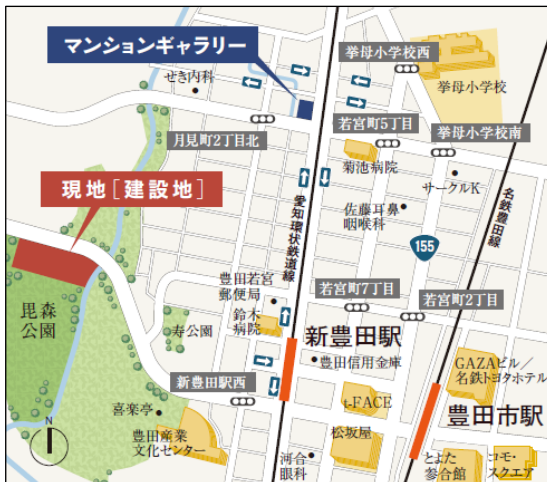 マンションギャラリー
せき内科
挙母小学校西
挙母小学校
月見町2丁目北
若宮町5丁目
挙母小学校南
菊池病院
サークルK
現地[建設地]
愛知環状鉄道線
佐藤耳鼻
咽喉科
名鉄豊田線
155
毘森
公園
豊田若宮
郵便局
若宮町7丁目
若宮町2丁目
鈴木
病院
寿公園
新豊田駅
豊田信用金庫
GAZAビル/
名鉄トヨタホテル
新豊田駅西
t-FACE
豊田市駅
喜楽亭
豊田産業
文化センター
松坂屋
N
河合
眼科
とよた
参合館
コモ・
スクエア